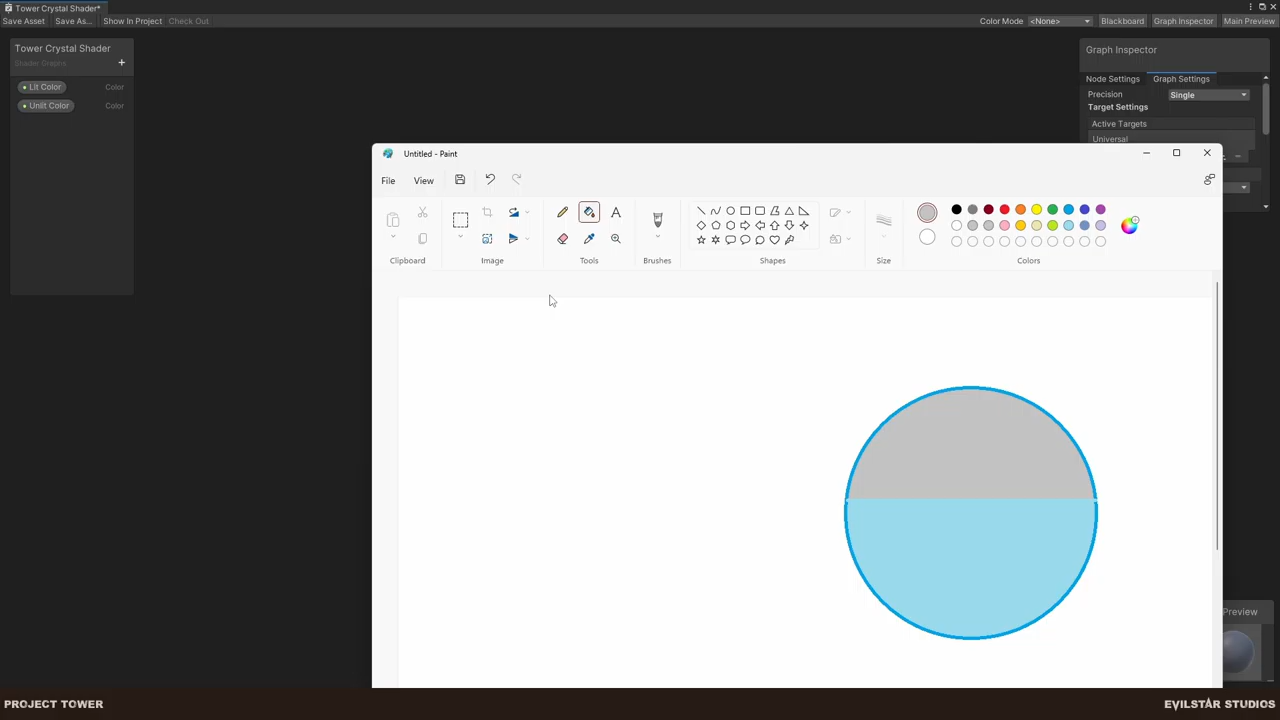 Tower Crystal Shader*
Save Asset Save As... Show In Project Check Out Color Mode <None> Blackboard Graph Inspector Main Preview
Tower Crystal Shader
Shader Graphs
+
Lit Color Color
Unlit Color Color
Graph Inspector
Node Settings Graph Settings
Precision Single
Target Settings
Active Targets
Universal
Untitled - Paint
File View
A
Clipboard Image Tools Brushes Shapes Size Colors
Preview
PROJECT TOWER EVILSTAR STUDIOS